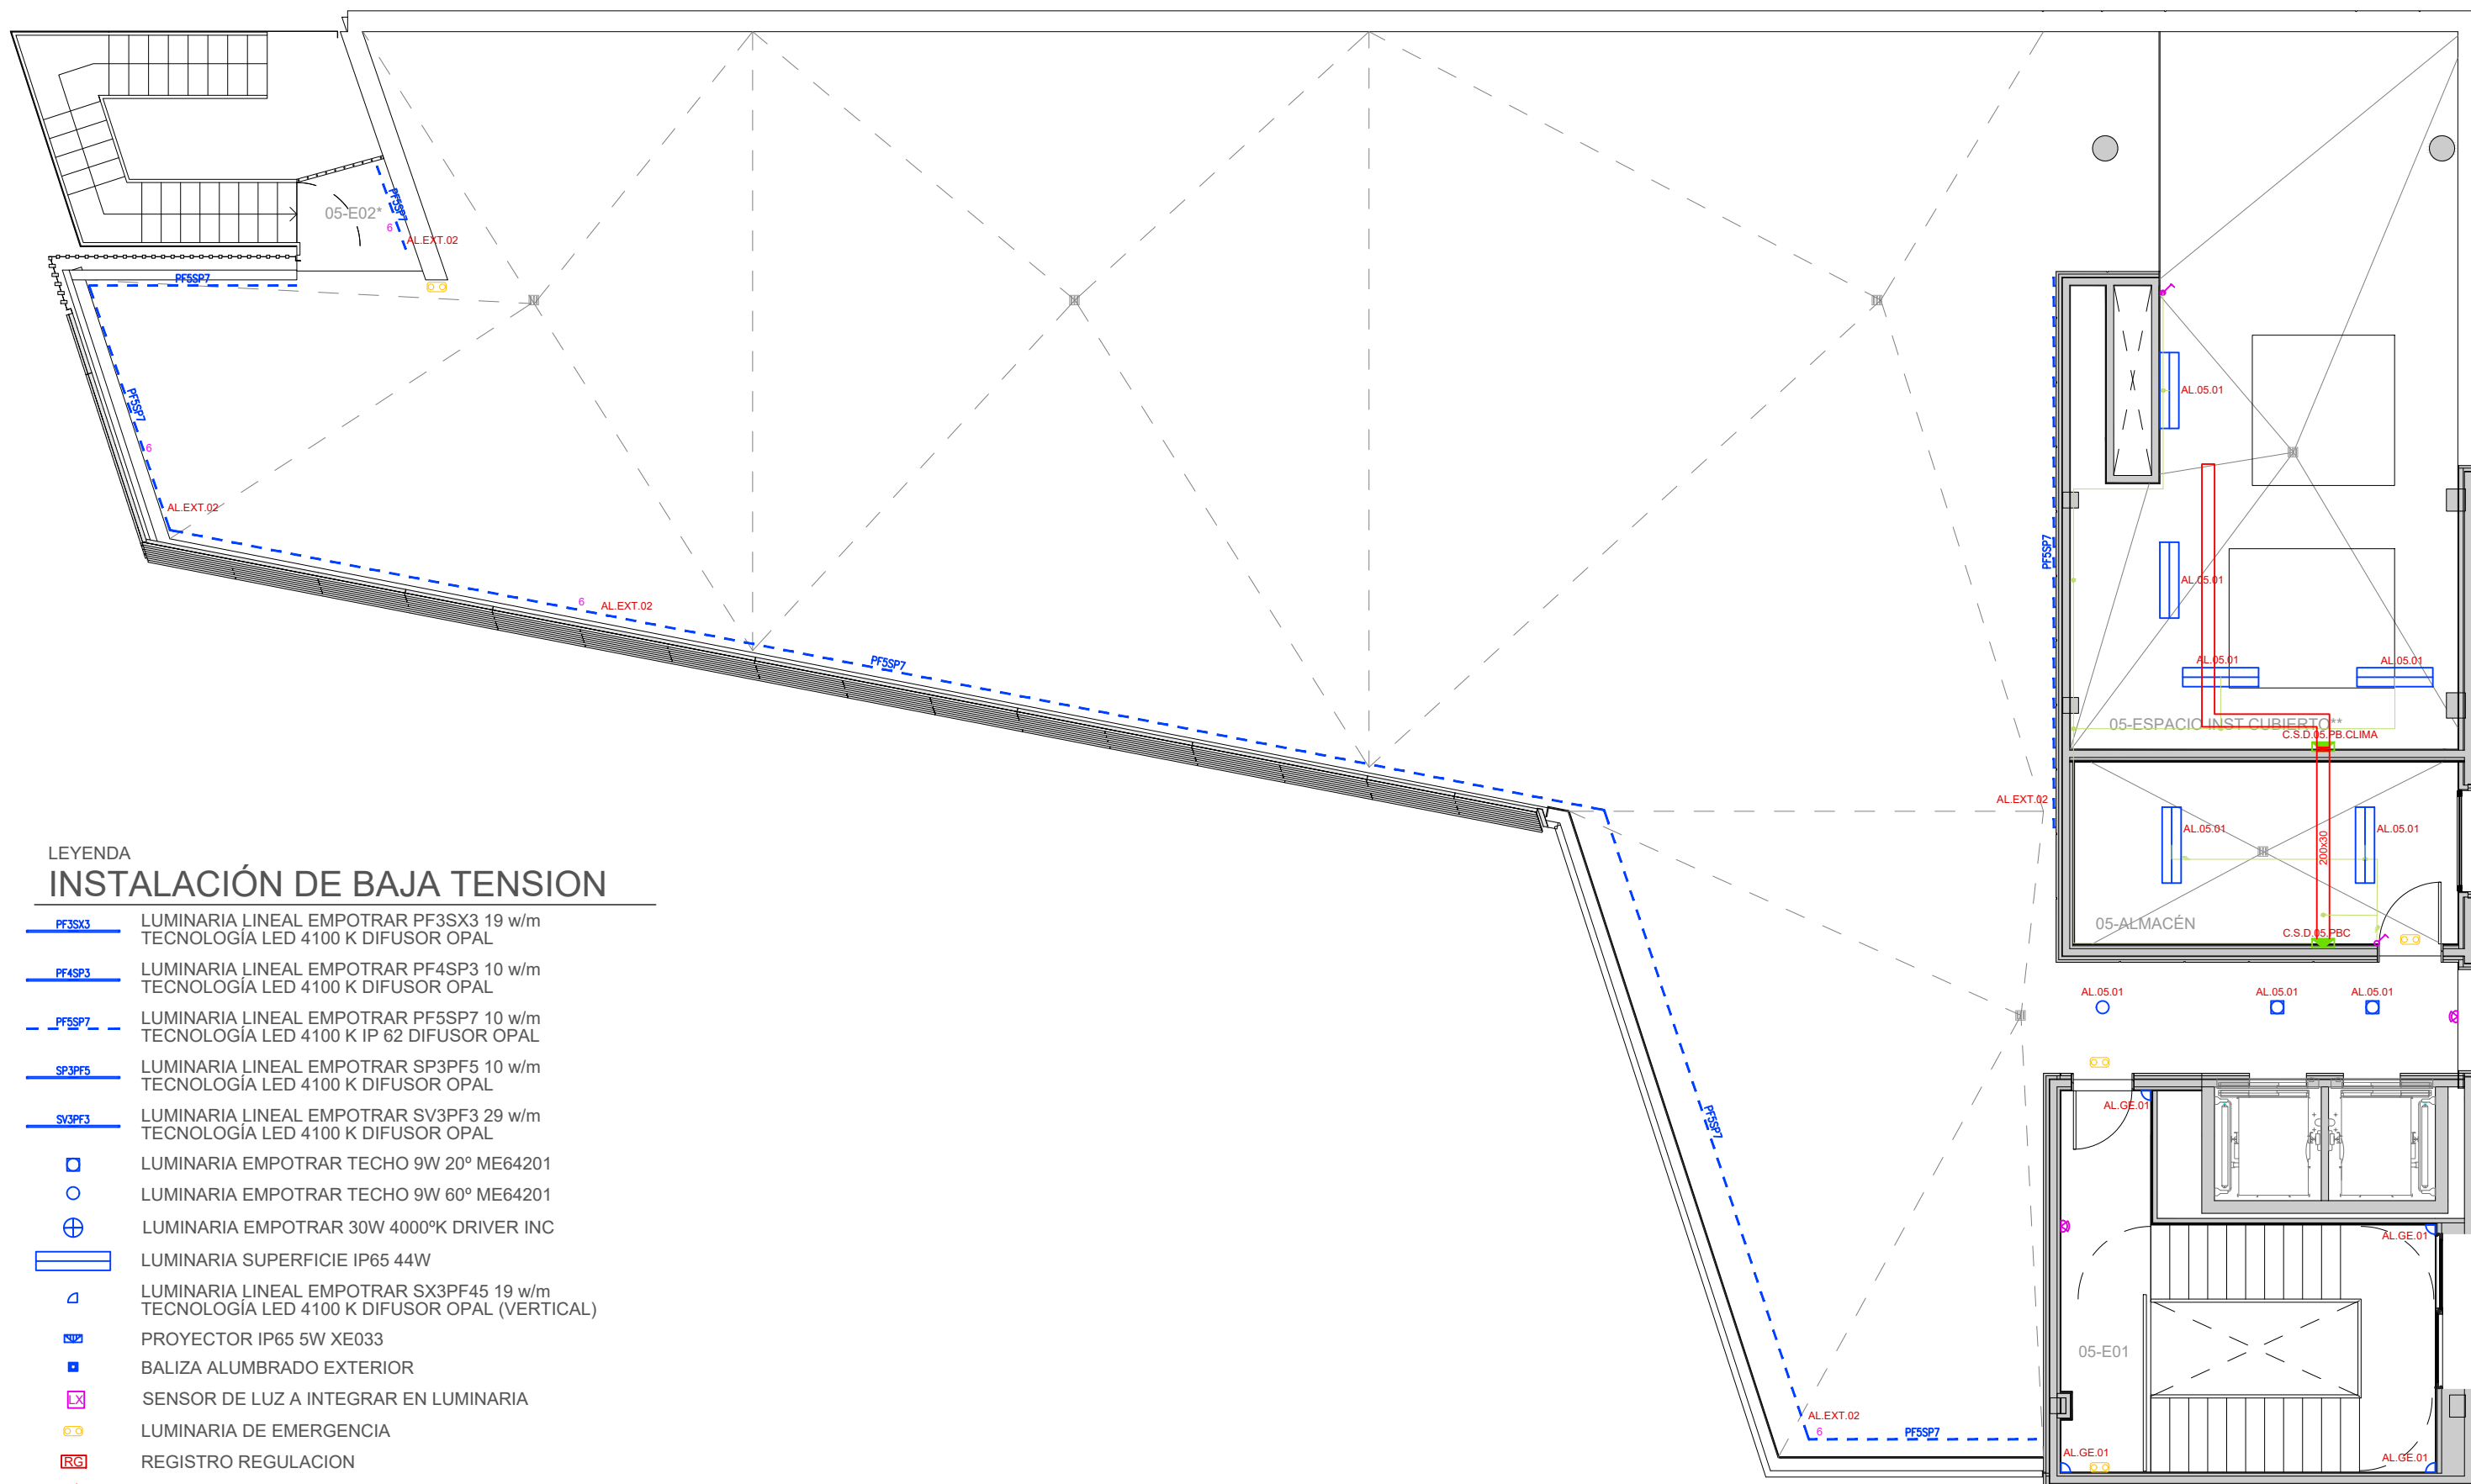 05-E02*
PF5SP7
6
AL.EXT.02
PF5SP7
PF5SP7
6
AL.EXT.02
6
AL.EXT.02
PF5SP7
PF5SP7
AL.05.01
AL.05.01
AL.05.01
AL.05.01
05-ESPACIO INST CUBIERTO**
C.S.D.05.PB.CLIMA
AL.EXT.02
AL.05.01
AL.05.01
200x30
05-ALMACÉN
C.S.D.05.PBC
AL.05.01
AL.05.01
AL.05.01
AL.GE.01
PF5SP7
AL.GE.01
05-E01
AL.EXT.02
6
PF5SP7
AL.GE.01
AL.GE.01
LEYENDA
INSTALACIÓN DE BAJA TENSION
PF3SX3
LUMINARIA LINEAL EMPOTRAR PF3SX3 19 w/m
TECNOLOGÍA LED 4100 K DIFUSOR OPAL
PF4SP3
LUMINARIA LINEAL EMPOTRAR PF4SP3 10 w/m
TECNOLOGÍA LED 4100 K DIFUSOR OPAL
PF5SP7
LUMINARIA LINEAL EMPOTRAR PF5SP7 10 w/m
TECNOLOGÍA LED 4100 K IP 62 DIFUSOR OPAL
SP3PF5
LUMINARIA LINEAL EMPOTRAR SP3PF5 10 w/m
TECNOLOGÍA LED 4100 K DIFUSOR OPAL
SV3PF3
LUMINARIA LINEAL EMPOTRAR SV3PF3 29 w/m
TECNOLOGÍA LED 4100 K DIFUSOR OPAL
LUMINARIA EMPOTRAR TECHO 9W 20º ME64201
LUMINARIA EMPOTRAR TECHO 9W 60º ME64201
LUMINARIA EMPOTRAR 30W 4000ºK DRIVER INC
LUMINARIA SUPERFICIE IP65 44W
LUMINARIA LINEAL EMPOTRAR SX3PF45 19 w/m
TECNOLOGÍA LED 4100 K DIFUSOR OPAL (VERTICAL)
PROYECTOR IP65 5W XE033
BALIZA ALUMBRADO EXTERIOR
LX SENSOR DE LUZ A INTEGRAR EN LUMINARIA
LUMINARIA DE EMERGENCIA
RG REGISTRO REGULACION